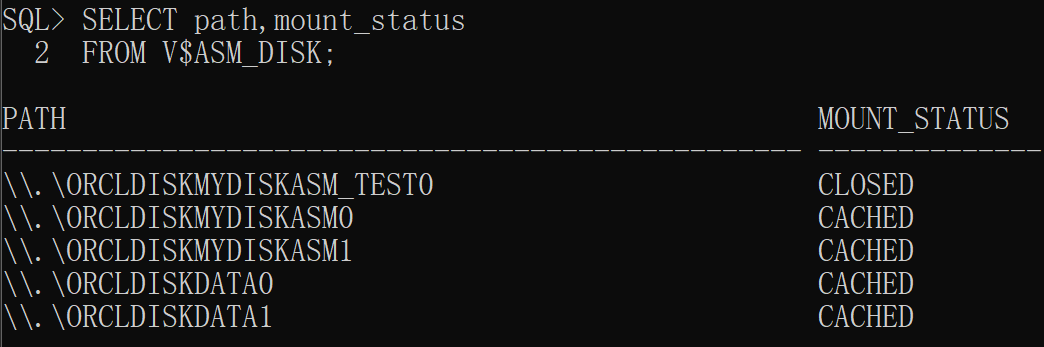 SQL> SELECT path,mount_status
  2  FROM V$ASM_DISK;
PATH                                               MOUNT_STATUS
-------------------------------------------------- --------------
\\.\ORCLDISKMYDISKASM_TEST0                        CLOSED
\\.\ORCLDISKMYDISKASM0                             CACHED
\\.\ORCLDISKMYDISKASM1                             CACHED
\\.\ORCLDISKDATA0                                  CACHED
\\.\ORCLDISKDATA1                                  CACHED